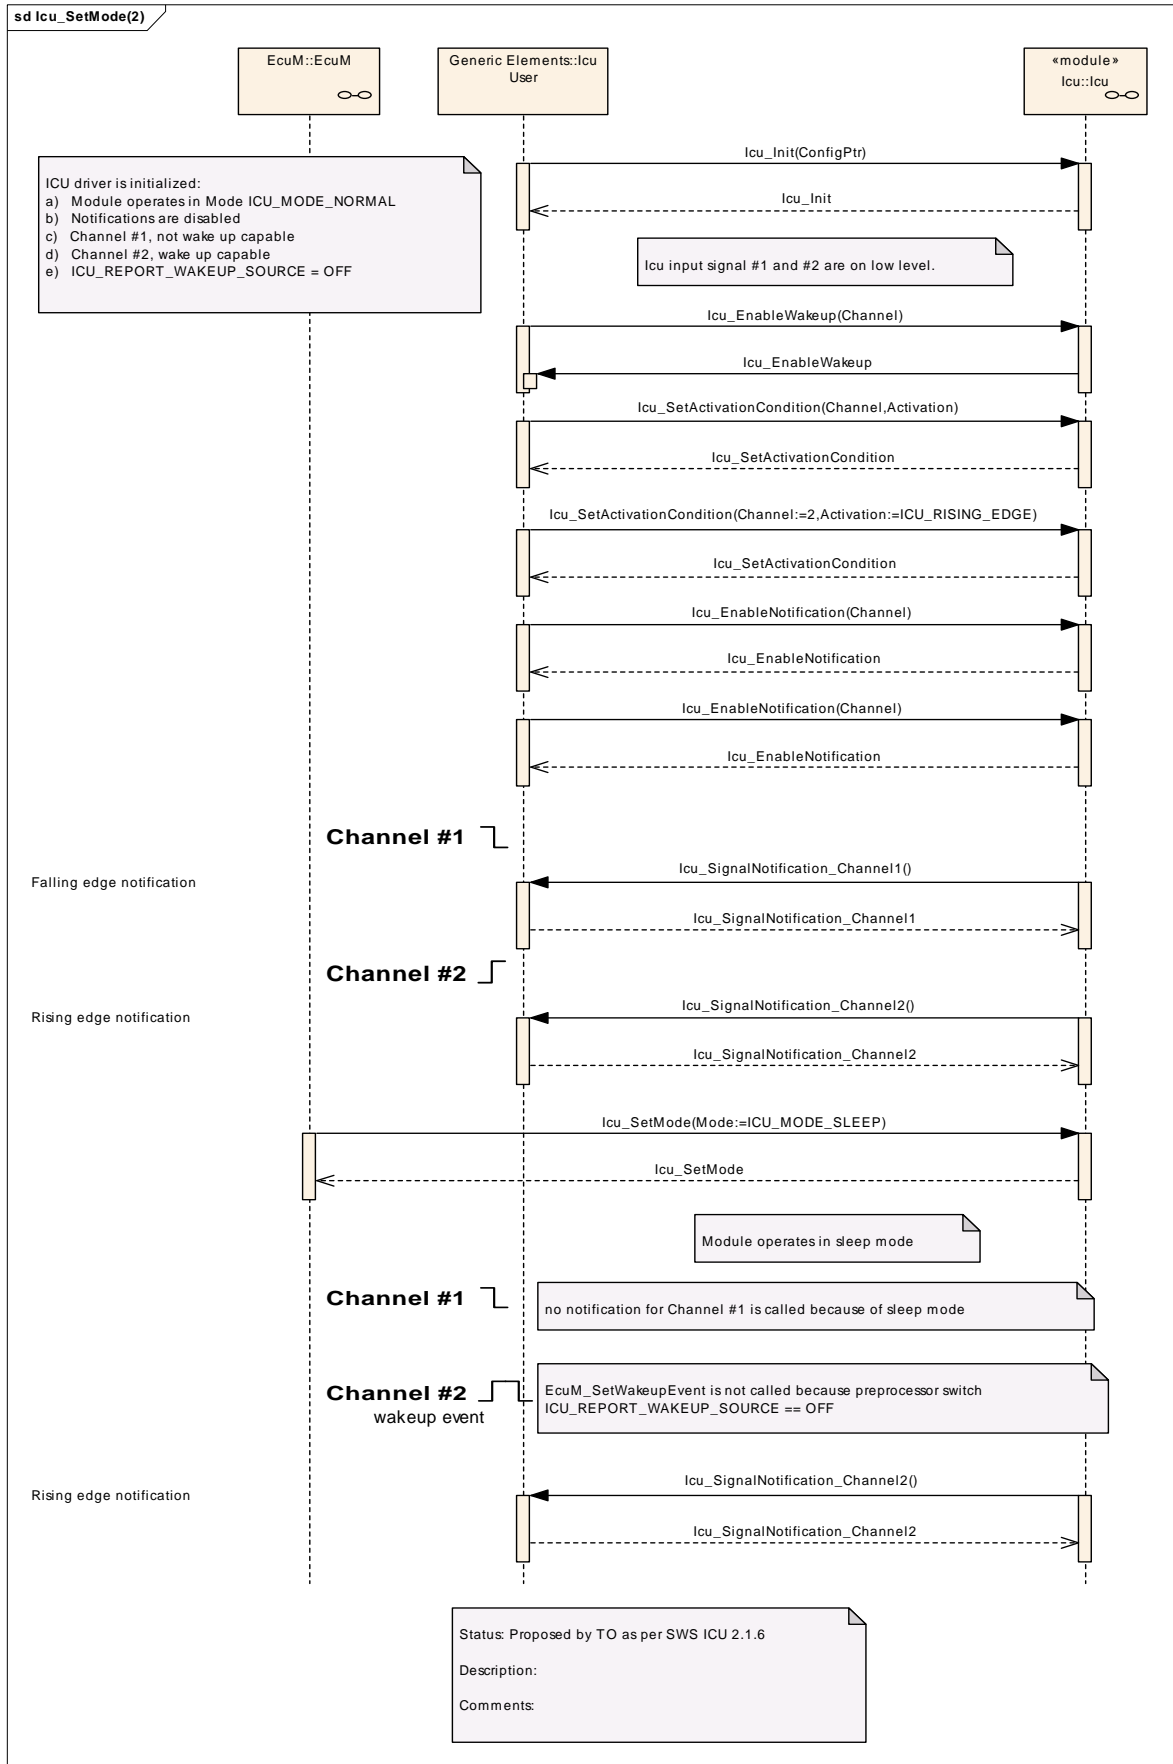 sd Icu_SetMode(2)
EcuM::EcuM
Generic Elements::Icu
User
«module»
Icu::Icu
Icu_Init(ConfigPtr)
ICU driver is initialized:
a) Module operates in Mode ICU_MODE_NORMAL
b) Notifications are disabled
c) Channel #1, not wake up capable
d) Channel #2, wake up capable
e) ICU_REPORT_WAKEUP_SOURCE = OFF
Icu_Init
Icu input signal #1 and #2 are on low level.
Icu_EnableWakeup(Channel)
Icu_EnableWakeup
Icu_SetActivationCondition(Channel,Activation)
Icu_SetActivationCondition
Icu_SetActivationCondition(Channel:=2,Activation:=ICU_RISING_EDGE)
Icu_SetActivationCondition
Icu_EnableNotification(Channel)
Icu_EnableNotification
Icu_EnableNotification(Channel)
Icu_EnableNotification
Channel #1
Icu_SignalNotification_Channel1()
Falling edge notification
Icu_SignalNotification_Channel1
Channel #2
Icu_SignalNotification_Channel2()
Rising edge notification
Icu_SignalNotification_Channel2
Icu_SetMode(Mode:=ICU_MODE_SLEEP)
Icu_SetMode
Module operates in sleep mode
Channel #1
no notification for Channel #1 is called because of sleep mode
Channel #2
wakeup event
EcuM_SetWakeupEvent is not called because preprocessor switch
ICU_REPORT_WAKEUP_SOURCE == OFF
Icu_SignalNotification_Channel2()
Rising edge notification
Icu_SignalNotification_Channel2
Status: Proposed by TO as per SWS ICU 2.1.6
Description:
Comments: